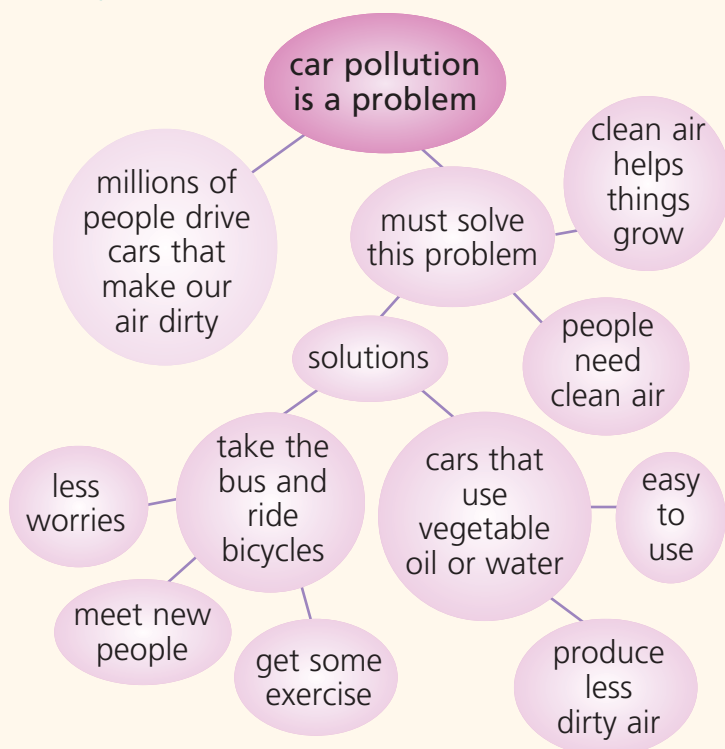 car pollution
is a problem
millions of
people drive
cars that
make our
air dirty
must solve
this problem
clean air
helps
things
grow
people
need
clean air
solutions
take the
bus and
ride
bicycles
less
worries
meet new
people
get some
exercise
cars that
use
vegetable
oil or water
easy
to
use
produce
less
dirty air